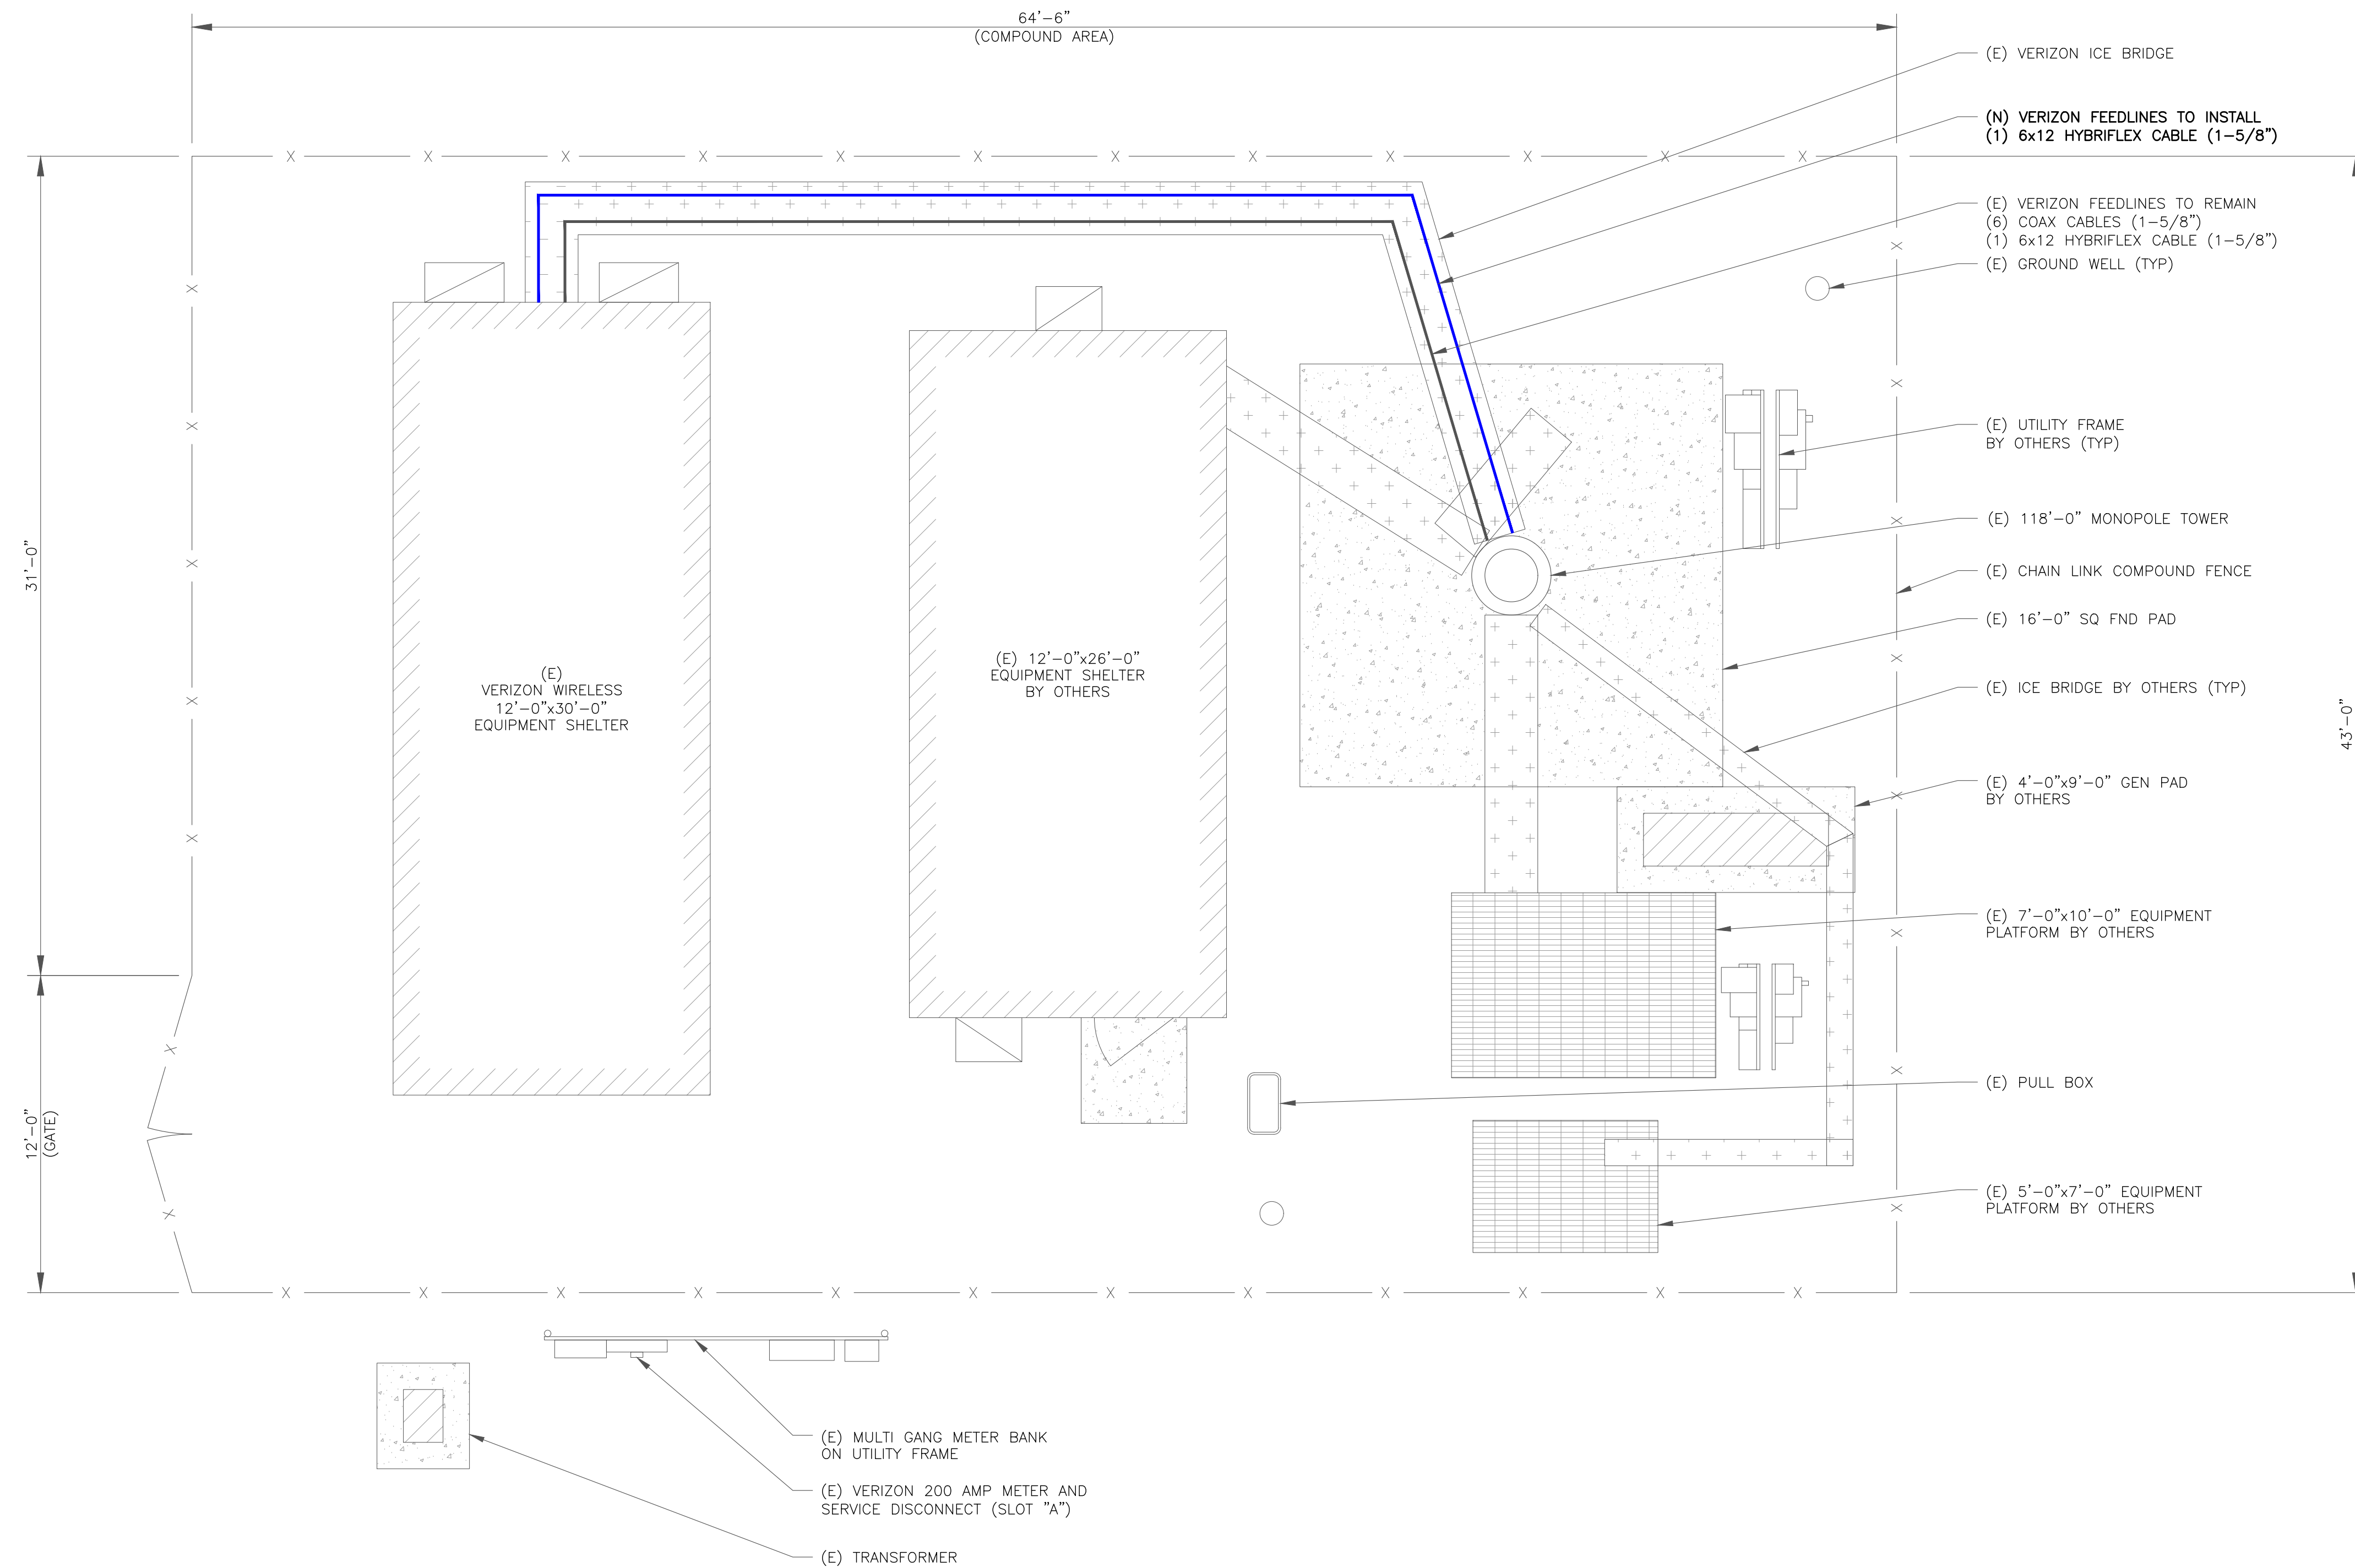 64'-6"
(COMPOUND AREA)
(E) VERIZON ICE BRIDGE
(N) VERIZON FEEDLINES TO INSTALL
(1) 6x12 HYBRIFLEX CABLE (1-5/8")
(E) VERIZON FEEDLINES TO REMAIN
(6) COAX CABLES (1-5/8")
(1) 6x12 HYBRIFLEX CABLE (1-5/8")
(E) GROUND WELL (TYP)
(E) UTILITY FRAME
BY OTHERS (TYP)
(E) 118'-0" MONOPOLE TOWER
(E) CHAIN LINK COMPOUND FENCE
(E) 16'-0" SQ FND PAD
(E) ICE BRIDGE BY OTHERS (TYP)
(E) 4'-0"x9'-0" GEN PAD
BY OTHERS
(E) 7'-0"x10'-0" EQUIPMENT
PLATFORM BY OTHERS
(E) PULL BOX
(E) 5'-0"x7'-0" EQUIPMENT
PLATFORM BY OTHERS
43'-0"
31'-0"
12'-0"
(GATE)
(E)
VERIZON WIRELESS
12'-0"x30'-0"
EQUIPMENT SHELTER
(E) 12'-0"x26'-0"
EQUIPMENT SHELTER
BY OTHERS
(E) MULTI GANG METER BANK
ON UTILITY FRAME
(E) VERIZON 200 AMP METER AND
SERVICE DISCONNECT (SLOT "A")
(E) TRANSFORMER